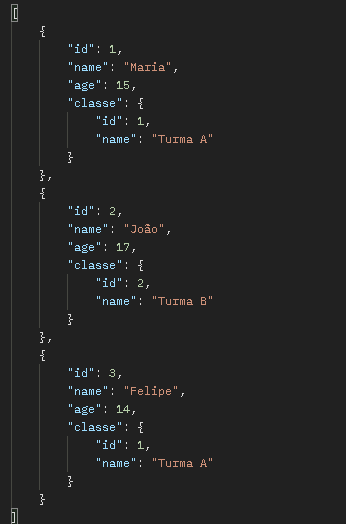 [
    {
        "id": 1,
        "name": "Maria",
        "age": 15,
        "classe": {
            "id": 1,
            "name": "Turma A"
        }
    },
    {
        "id": 2,
        "name": "João",
        "age": 17,
        "classe": {
            "id": 2,
            "name": "Turma B"
        }
    },
    {
        "id": 3,
        "name": "Felipe",
        "age": 14,
        "classe": {
            "id": 1,
            "name": "Turma A"
        }
    }
]